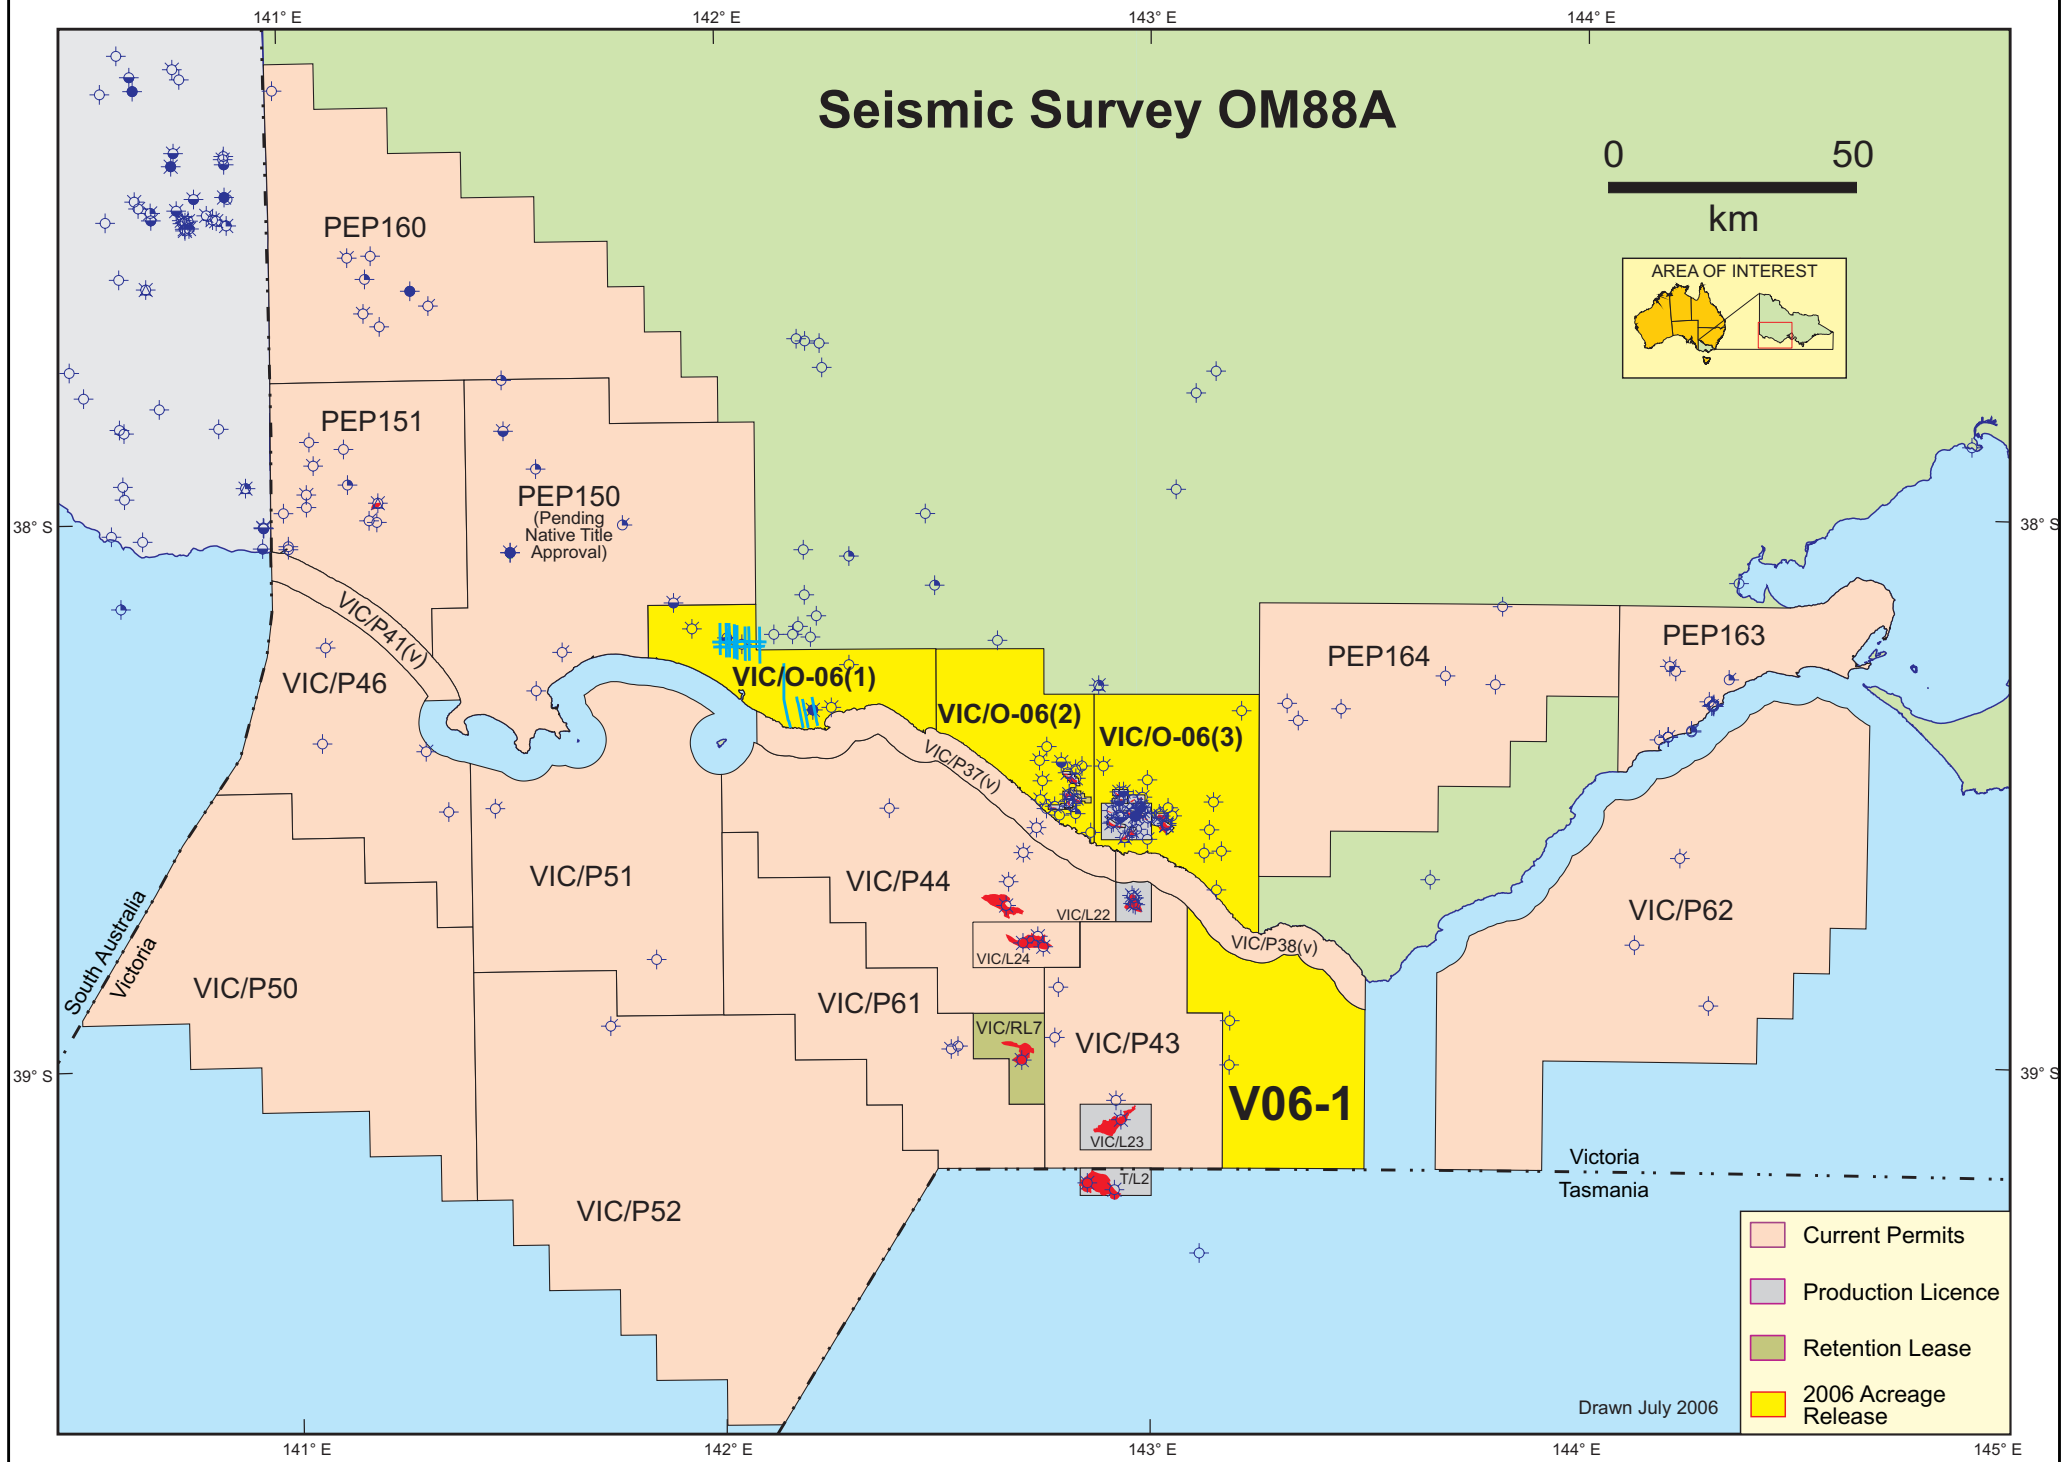 141° E
142° E
143° E
144° E
Seismic Survey OM88A
0
50
km
AREA OF INTEREST
PEP160
PEP151
PEP150
(Pending
Native Title
Approval)
38° S
38° S
VIC/P41(v)
VIC/P46
VIC/O-06(1)
VIC/O-06(2)
VIC/O-06(3)
PEP164
PEP163
VIC/P37(v)
VIC/P51
VIC/P44
VIC/L22
VIC/P62
VIC/P38(v)
VIC/L24
South Australia
Victoria
VIC/P50
VIC/P61
VIC/RL7
VIC/P43
39° S
39° S
V06-1
VIC/L23
Victoria
Tasmania
T/L2
VIC/P52
Current Permits
Production Licence
Retention Lease
2006 Acreage
Release
Drawn July 2006
141° E
142° E
143° E
144° E
145° E